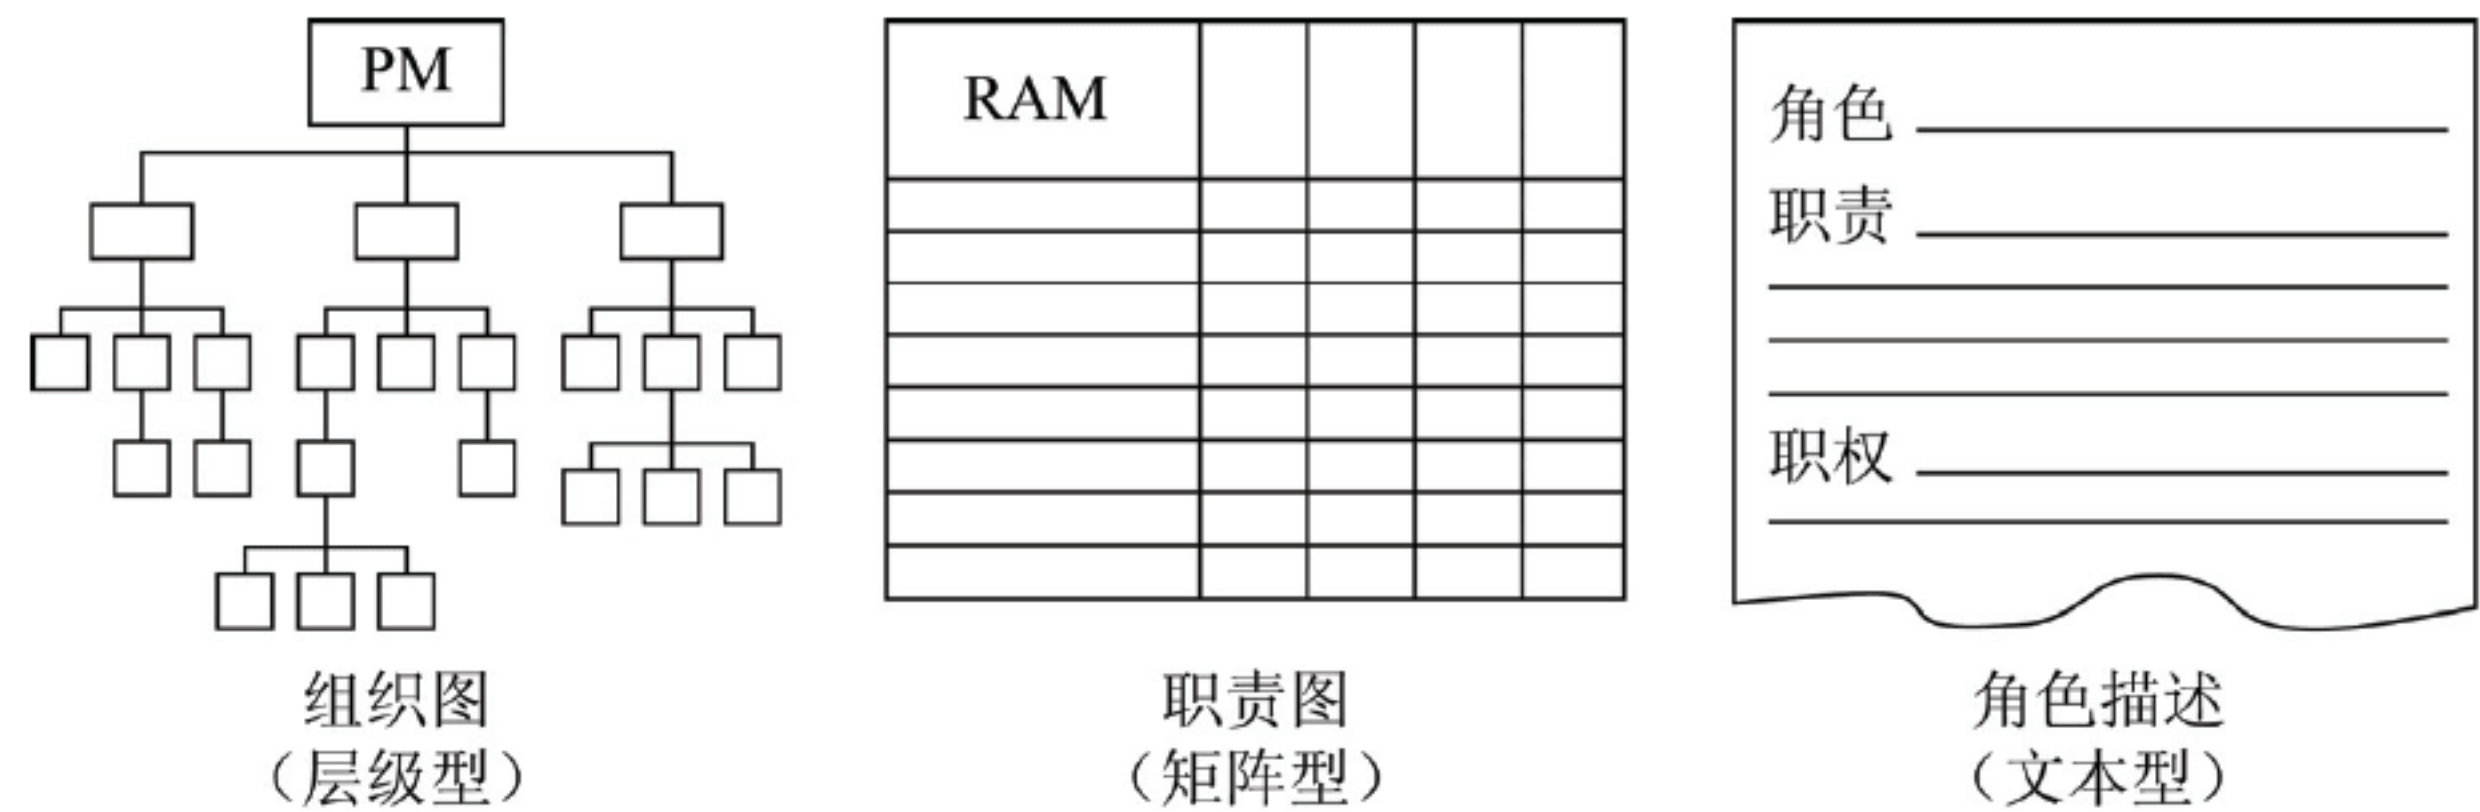 PM
组织图
（层级型）
RAM
职责图
（矩阵型）
角色
职责
职权
角色描述
（文本型）